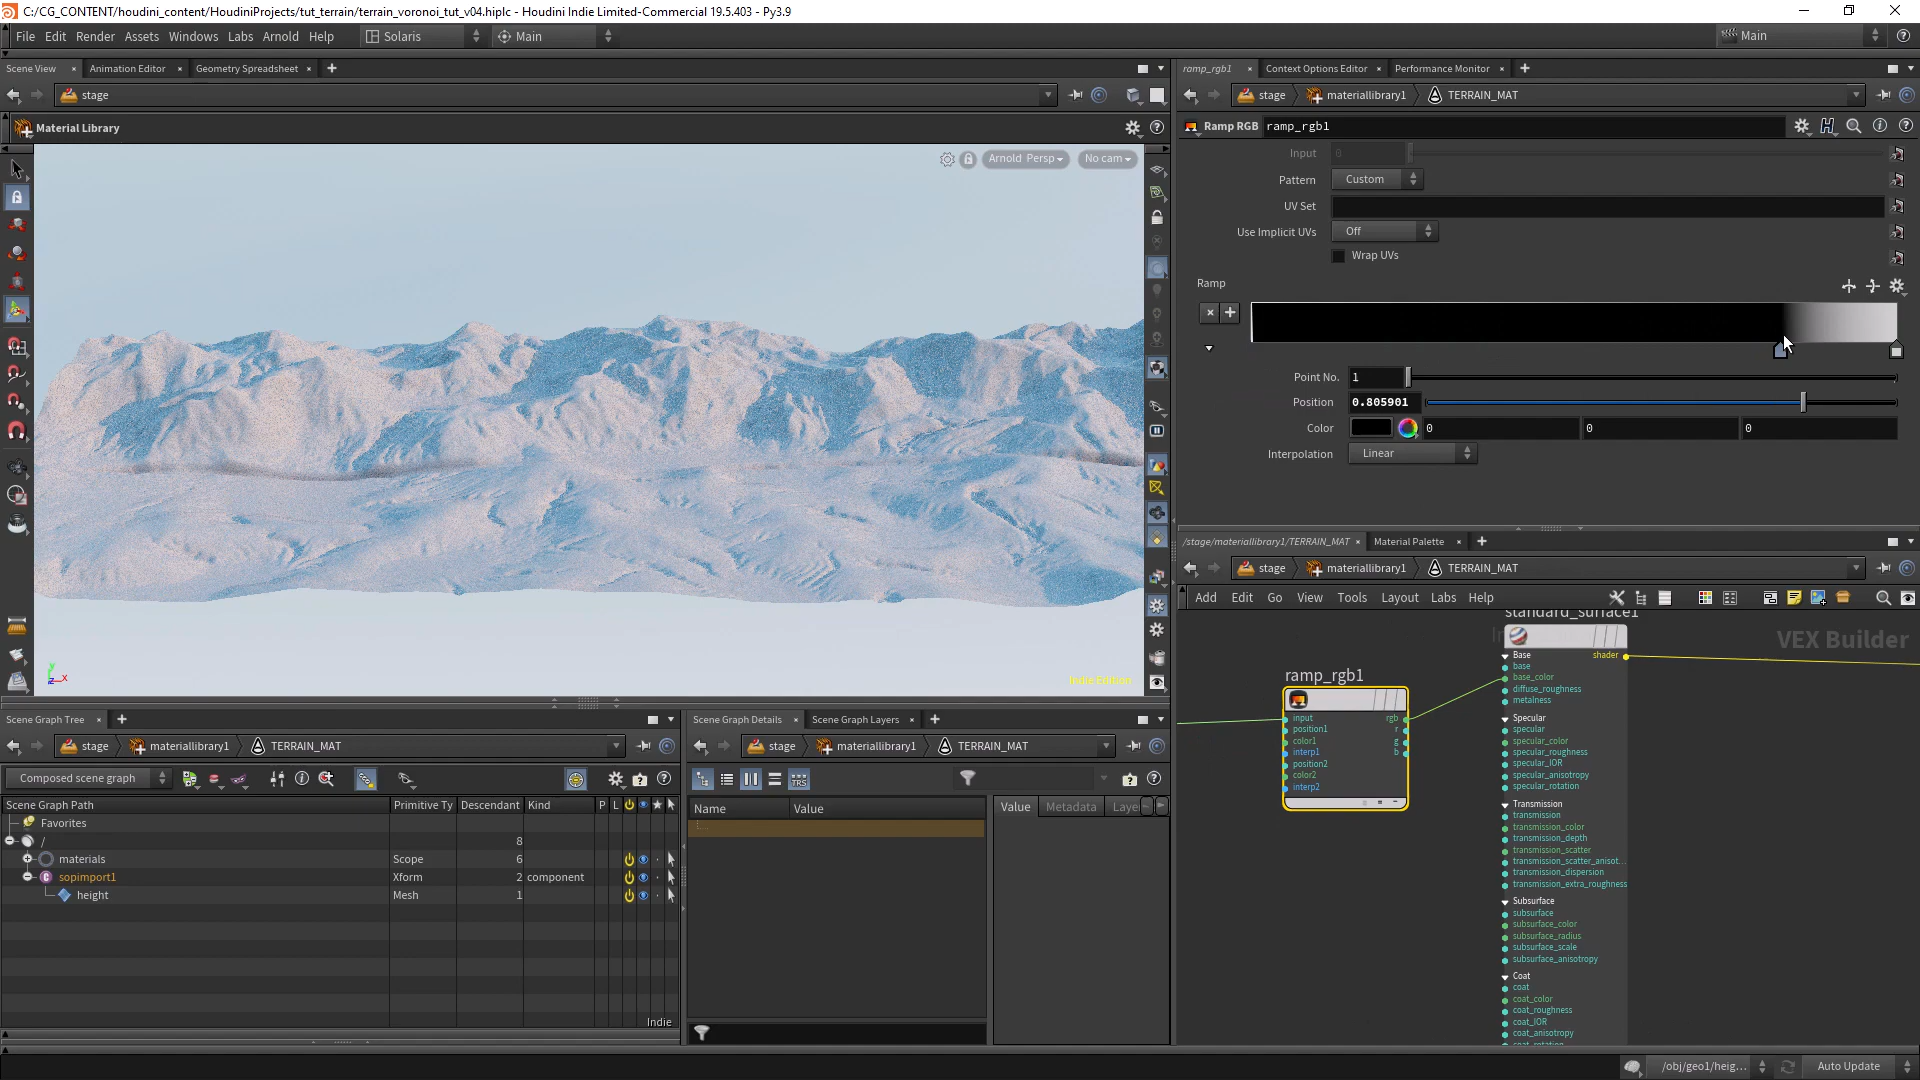 C:/CG_CONTENT/houdini_content/HoudiniProjects/tut_terrain/terrain_voronoi_tut_v04.hiplc - Houdini Indie Limited-Commercial 19.5.403 - Py3.9
File Edit Render Assets Windows Labs Arnold Help Solaris Main Main
Scene View Animation Editor Geometry Spreadsheet
stage
Material Library
Arnold Persp No cam
Indie Edition
ramp_rgb1 Context Options Editor Performance Monitor
stage materiallibrary1 TERRAIN_MAT
Ramp RGB ramp_rgb1
Input 0
Pattern Custom
UV Set
Use Implicit UVs Off
Wrap UVs
Ramp
Point No. 1
Position 0.805901
Color 0 0 0
Interpolation Linear
/stage/materiallibrary1/TERRAIN_MAT Material Palette
stage materiallibrary1 TERRAIN_MAT
Add Edit Go View Tools Layout Labs Help
VEX Builder
ramp_rgb1
input rgb
position1 r
color1 g
interp1 b
position2
color2
interp2
standard_surface1
Base shader
base
base_color
diffuse_roughness
metalness
Specular
specular
specular_color
specular_roughness
specular_IOR
specular_anisotropy
specular_rotation
Transmission
transmission
transmission_color
transmission_depth
transmission_scatter
transmission_scatter_anisot...
transmission_dispersion
transmission_extra_roughness
Subsurface
subsurface
subsurface_color
subsurface_radius
subsurface_scale
subsurface_anisotropy
Coat
coat
coat_color
coat_roughness
coat_IOR
coat_anisotropy
coat_rotation
Scene Graph Tree
stage materiallibrary1 TERRAIN_MAT
Composed scene graph
Scene Graph Path Primitive Ty Descendant Kind P L
Favorites
/ 8
materials Scope 6
sopimport1 Xform 2 component
height Mesh 1
Indie
Scene Graph Details Scene Graph Layers
stage materiallibrary1 TERRAIN_MAT
Name Value
Value Metadata Laye
/obj/geo1/heig... Auto Update